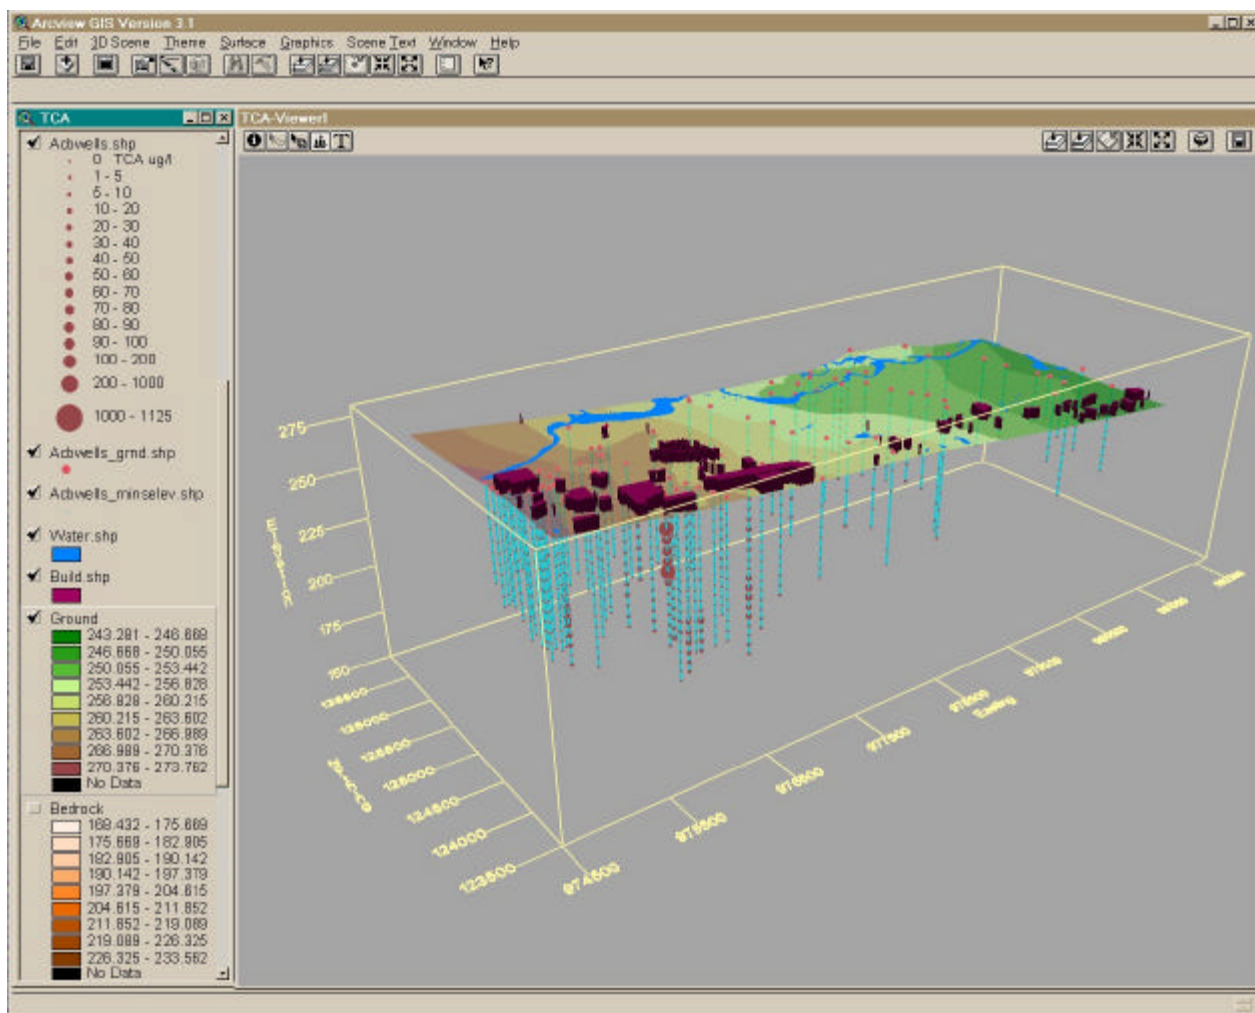 Arcview GIS Version 3.1
File Edit 3D Scene Theme Surface Graphics Scene Text Window Help
TCA
TCA-Viewer1
Acbwells.shp
0 TCA ug/l
1 - 5
5 - 10
10 - 20
20 - 30
30 - 40
40 - 50
50 - 60
60 - 70
70 - 80
80 - 90
90 - 100
100 - 200
200 - 1000
1000 - 1125
Acbwells_grnd.shp
Acbwells_minselev.shp
Water.shp
Build.shp
Ground
243.281 - 246.668
246.668 - 250.055
250.055 - 253.442
253.442 - 256.828
256.828 - 260.215
260.215 - 263.602
263.602 - 266.989
266.989 - 270.376
270.376 - 273.762
No Data
Bedrock
168.432 - 175.669
175.669 - 182.905
182.905 - 190.142
190.142 - 197.379
197.379 - 204.615
204.615 - 211.852
211.852 - 219.089
219.089 - 226.325
226.325 - 233.562
No Data
275
250
225
200
175
150
125000
124500
124000
123500
974500
975500
976500
977500
978500
Easting